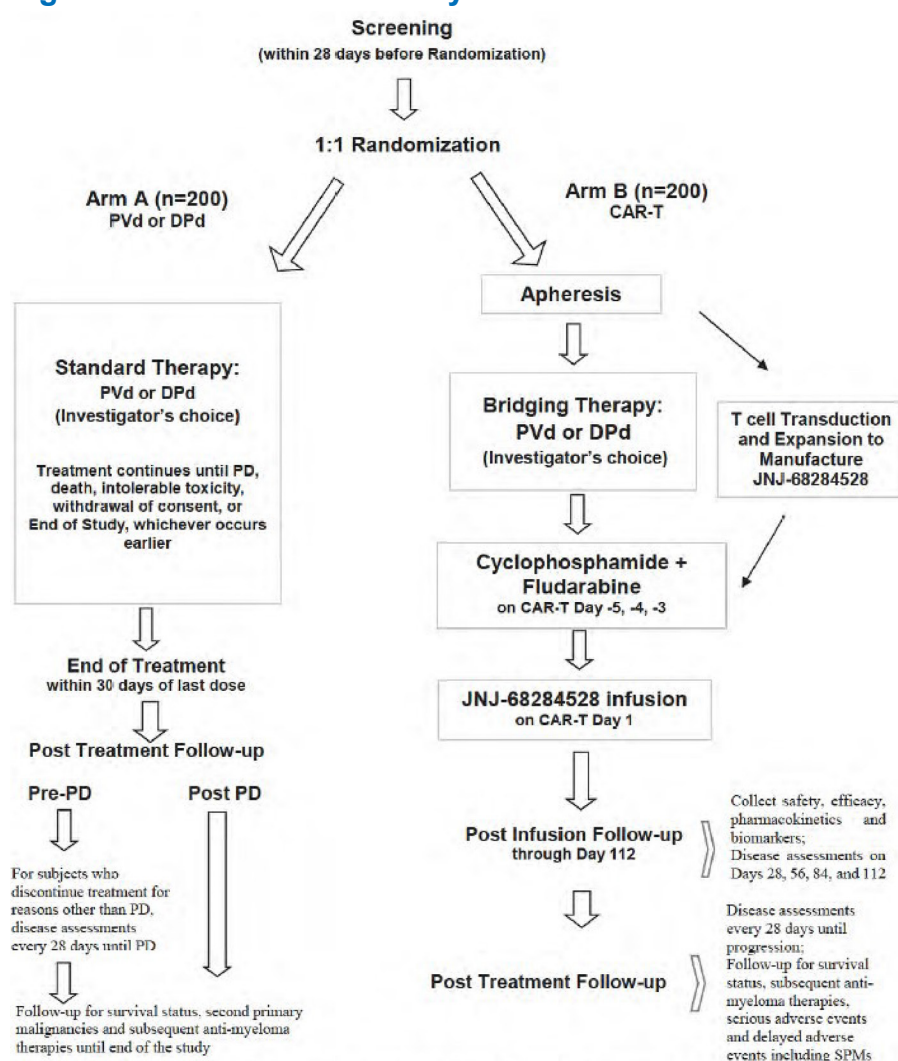 Screening
(within 28 days before Randomization)
1:1 Randomization
Arm A (n=200)
PVd or DPd
Arm B (n=200)
CAR-T
Standard Therapy:
PVd or DPd
(Investigator's choice)
Treatment continues until PD,
death, intolerable toxicity,
withdrawal of consent, or
End of Study, whichever occurs
earlier
End of Treatment
within 30 days of last dose
Post Treatment Follow-up
Pre-PD
Post PD
For subjects who
discontinue treatment for
reasons other than PD,
disease assessments
every 28 days until PD
Follow-up for survival status, second primary
malignancies and subsequent anti-myeloma
therapies until end of the study
Apheresis
Bridging Therapy:
PVd or DPd
(Investigator's choice)
T cell Transduction
and Expansion to
Manufacture
JNJ-68284528
Cyclophosphamide +
Fludarabine
on CAR-T Day -5, -4, -3
JNJ-68284528 infusion
on CAR-T Day 1
Post Infusion Follow-up
through Day 112
Collect safety, efficacy,
pharmacokinetics and
biomarkers;
Disease assessments on
Days 28, 56, 84, and 112
Post Treatment Follow-up
Disease assessments
every 28 days until
progression;
Follow-up for survival
status, subsequent anti-
myeloma therapies,
serious adverse events
and delayed adverse
events including SPMs